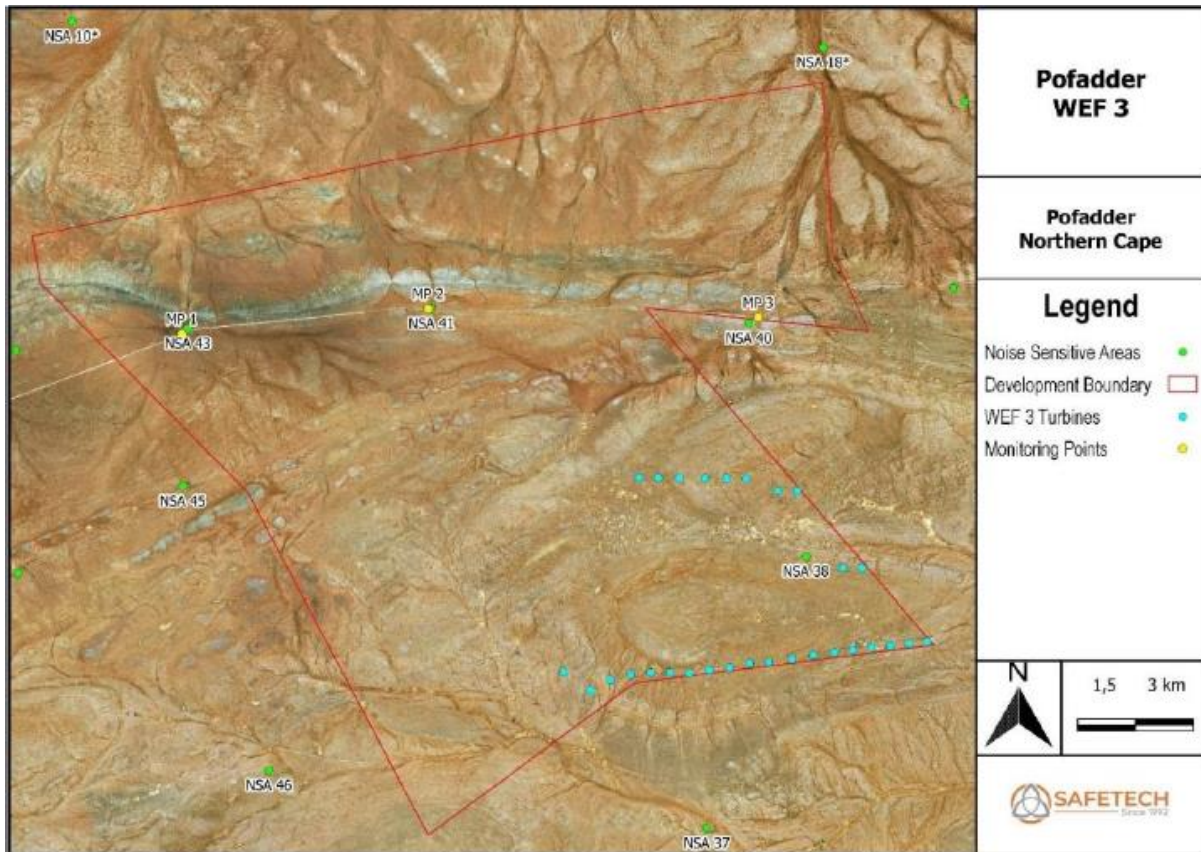 NSA 10*
NSA 18*
MP 1
NSA 43
MP 2
NSA 41
MP 3
NSA 40
NSA 45
NSA 38
NSA 46
NSA 37
Pofadder
WEF 3
Pofadder
Northern Cape
Legend
Noise Sensitive Areas
Development Boundary
WEF 3 Turbines
Monitoring Points
N
1,5 3 km
SAFETECH
Since 1992